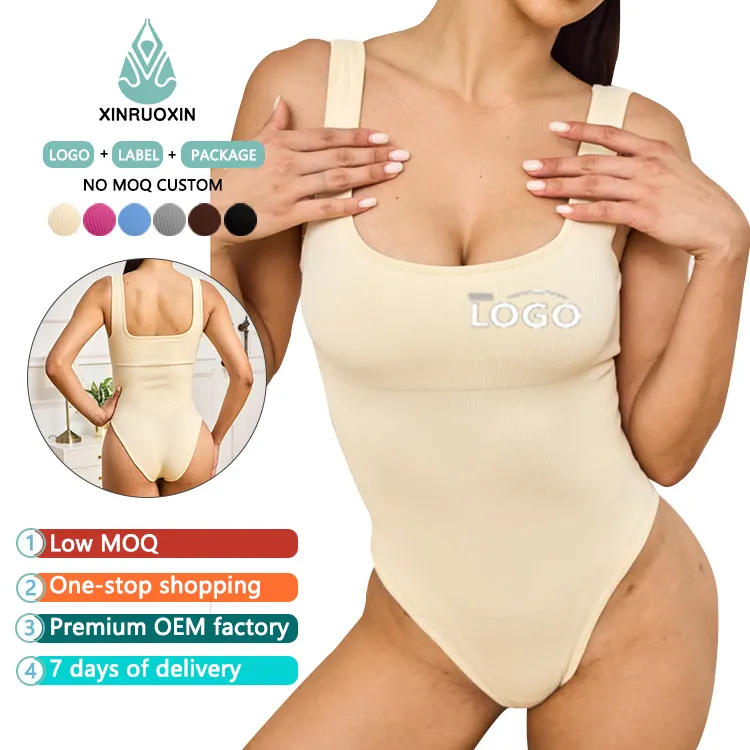 XINRUOXIN
LOGO + LABEL + PACKAGE
NO MOQ CUSTOM
LOGO
1 Low MOQ
2 One-stop shopping
3 Premium OEM factory
4 7 days of delivery